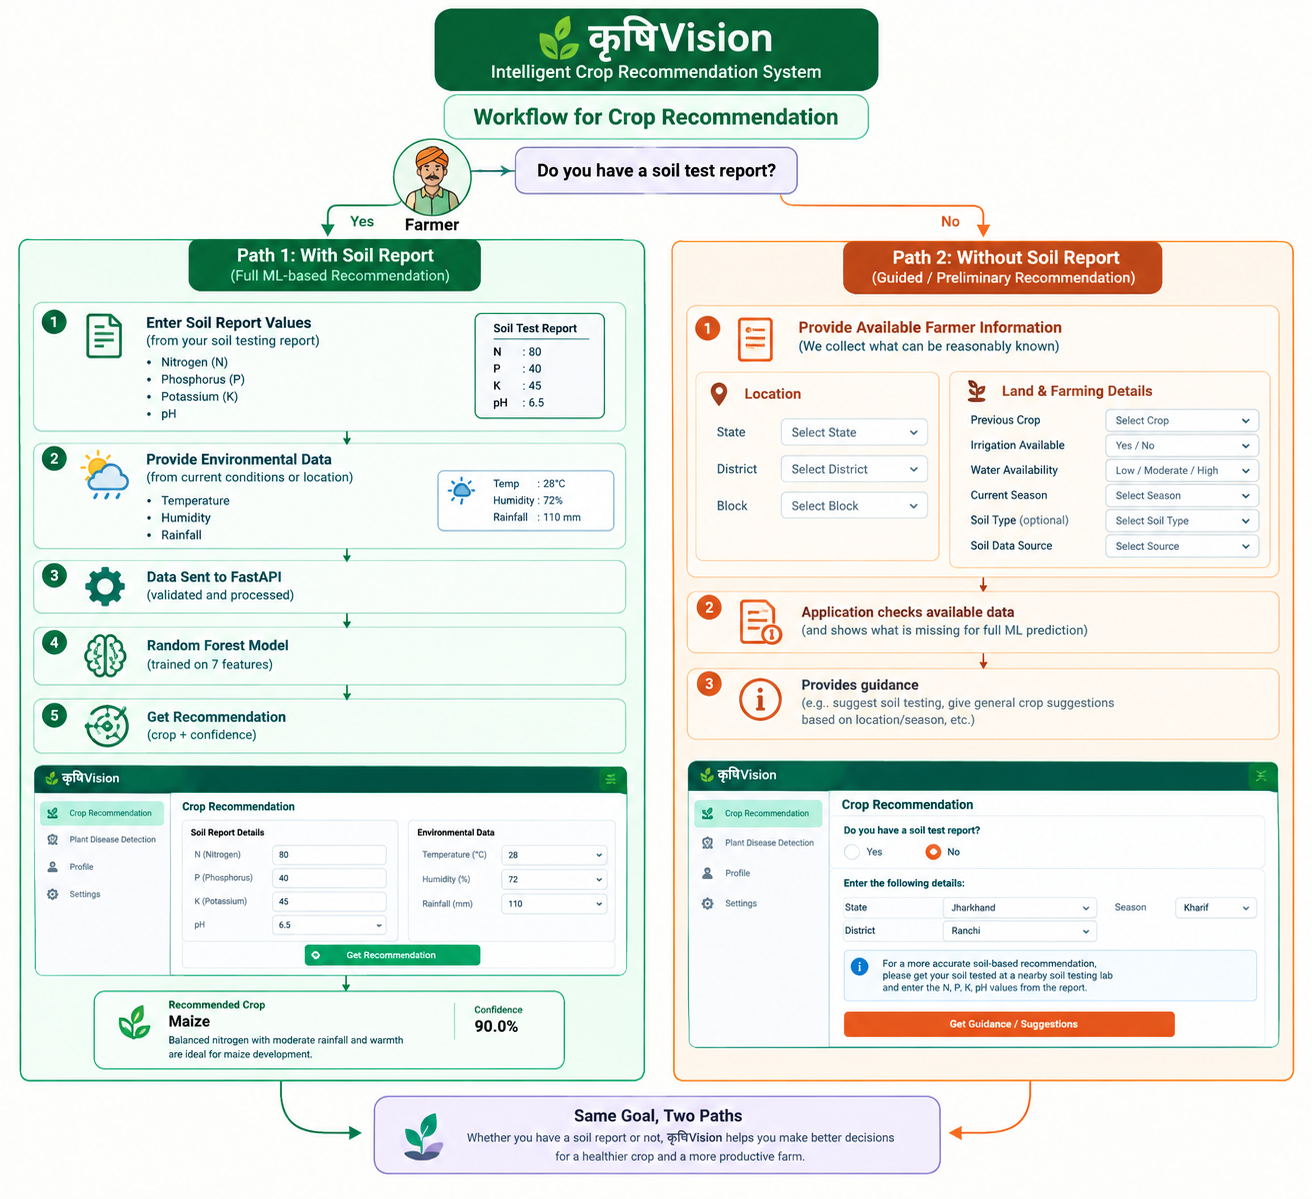 कृषिVision
Intelligent Crop Recommendation System
Workflow for Crop Recommendation
Do you have a soil test report?
Yes
Farmer
No
Path 1: With Soil Report
(Full ML-based Recommendation)
1
Enter Soil Report Values
(from your soil testing report)
• Nitrogen (N)
• Phosphorus (P)
• Potassium (K)
• pH
Soil Test Report
N : 80
P : 40
K : 45
pH : 6.5
2
Provide Environmental Data
(from current conditions or location)
• Temperature
• Humidity
• Rainfall
Temp : 28°C
Humidity : 72%
Rainfall : 110 mm
3
Data Sent to FastAPI
(validated and processed)
4
Random Forest Model
(trained on 7 features)
5
Get Recommendation
(crop + confidence)
कृषिVision
Crop Recommendation
Plant Disease Detection
Profile
Settings
Crop Recommendation
Soil Report Details
N (Nitrogen) 80
P (Phosphorus) 40
K (Potassium) 45
pH 6.5
Environmental Data
Temperature (°C) 28
Humidity (%) 72
Rainfall (mm) 110
Get Recommendation
Recommended Crop
Maize
Balanced nitrogen with moderate rainfall and warmth
are ideal for maize development.
Confidence
90.0%
Path 2: Without Soil Report
(Guided / Preliminary Recommendation)
1
Provide Available Farmer Information
(We collect what can be reasonably known)
Location
State Select State
District Select District
Block Select Block
Land & Farming Details
Previous Crop Select Crop
Irrigation Available Yes / No
Water Availability Low / Moderate / High
Current Season Select Season
Soil Type (optional) Select Soil Type
Soil Data Source Select Source
2
Application checks available data
(and shows what is missing for full ML prediction)
3
Provides guidance
(e.g.. suggest soil testing, give general crop suggestions
based on location/season, etc.)
कृषिVision
Crop Recommendation
Plant Disease Detection
Profile
Settings
Crop Recommendation
Do you have a soil test report?
Yes No
Enter the following details:
State Jharkhand Season Kharif
District Ranchi
For a more accurate soil-based recommendation,
please get your soil tested at a nearby soil testing lab
and enter the N, P, K, pH values from the report.
Get Guidance / Suggestions
Same Goal, Two Paths
Whether you have a soil report or not, कृषिVision helps you make better decisions
for a healthier crop and a more productive farm.